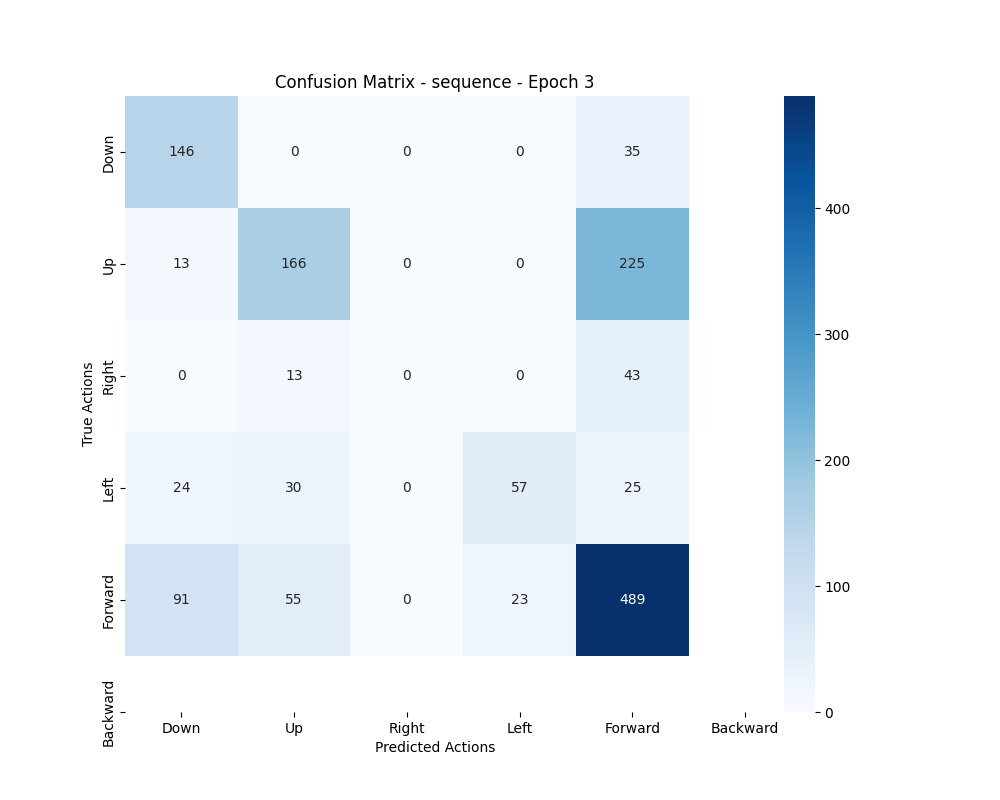 Confusion Matrix - sequence - Epoch 3
True Actions
Down
146 0 0 0 35
Up
13 166 0 0 225
Right
0 13 0 0 43
Left
24 30 0 57 25
Forward
91 55 0 23 489
Backward
Down Up Right Left Forward Backward
Predicted Actions
400
300
200
100
0